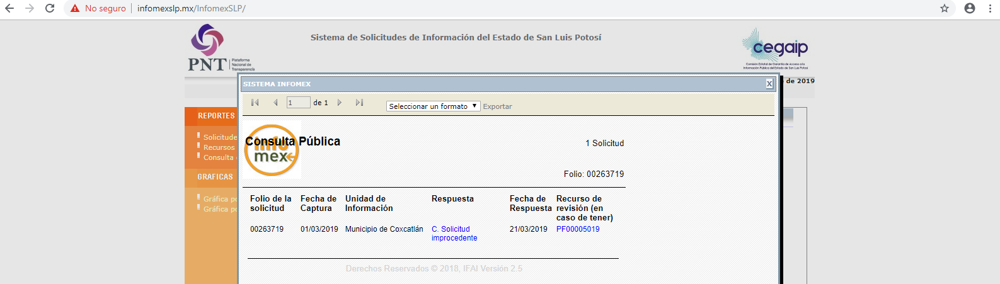 No seguro infomexslp.mx/InfomexSLP/
PNT Plataforma Nacional de Transparencia
Sistema de Solicitudes de Información del Estado de San Luis Potosí
cegaip
Comisión Estatal de Garantía de Acceso a la
Información Pública del Estado de San Luis Potosí
SISTEMA INFOMEX
X
de 2019
1 de 1 Seleccionar un formato Exportar
REPORTES
Solicitude
Recursos
Consulta
GRAFICAS
Gráfica po
Gráfica po
Consulta Pública
info
mex
1 Solicitud
Folio: 00263719
Folio de la solicitud
Fecha de Captura
Unidad de Información
Respuesta
Fecha de Respuesta
Recurso de revisión (en caso de tener)
00263719 01/03/2019 Municipio de Coxcatlán C. Solicitud improcedente 21/03/2019 PF00005019
Derechos Reservados © 2018, IFAI Versión 2.5